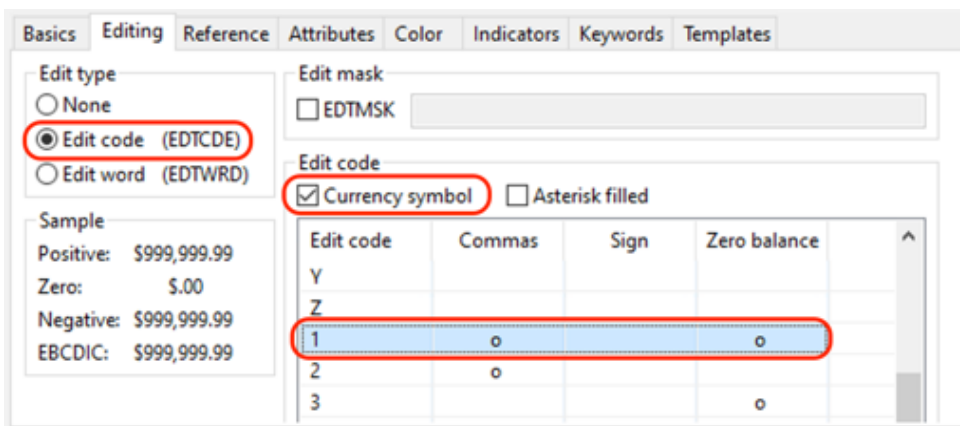 Basics Editing Reference Attributes Color Indicators Keywords Templates
Edit type
None
Edit code (EDTCDE)
Edit word (EDTWRD)
Sample
Positive: $999,999.99
Zero: $.00
Negative: $999,999.99
EBCDIC: $999,999.99
Edit mask
EDTMSK
Edit code
Currency symbol Asterisk filled
Edit code Commas Sign Zero balance
Y
Z
1 o o
2 o
3 o